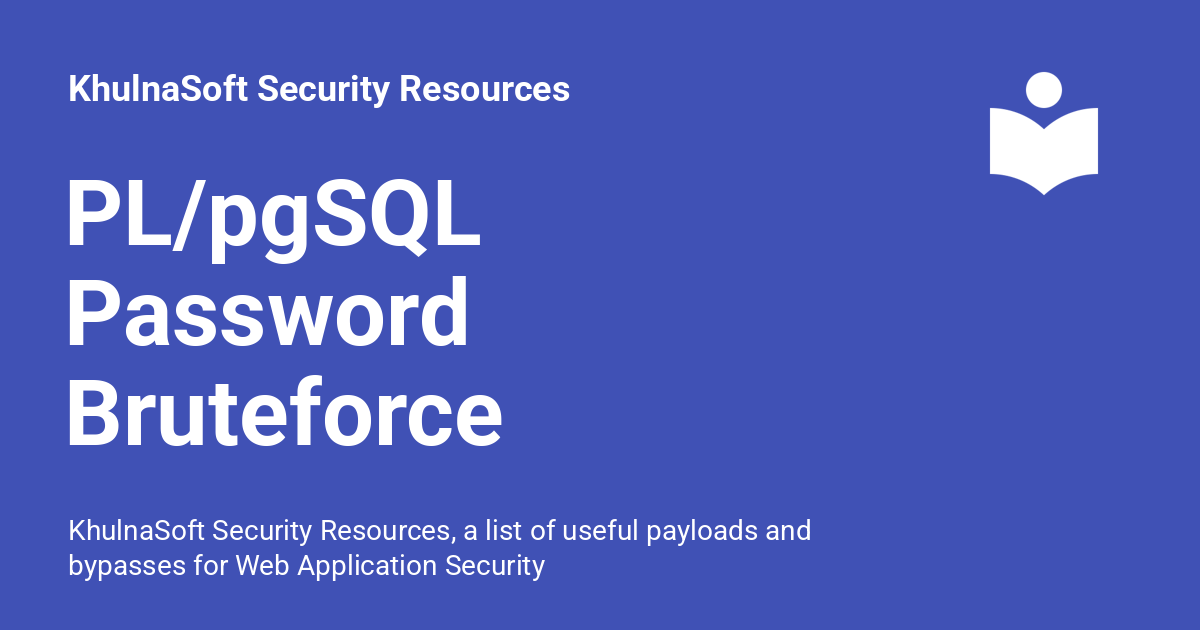 KhulnaSoft Security Resources
PL/pgSQL
Password
Bruteforce
KhulnaSoft Security Resources, a list of useful payloads and
bypasses for Web Application Security